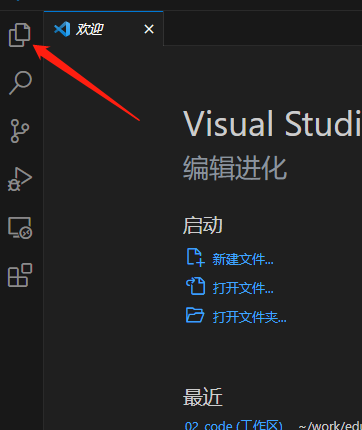 欢迎
Visual Studi
编辑进化
启动
新建文件...
打开文件...
打开文件夹...
最近
02_code (工作区) ~/work/ed